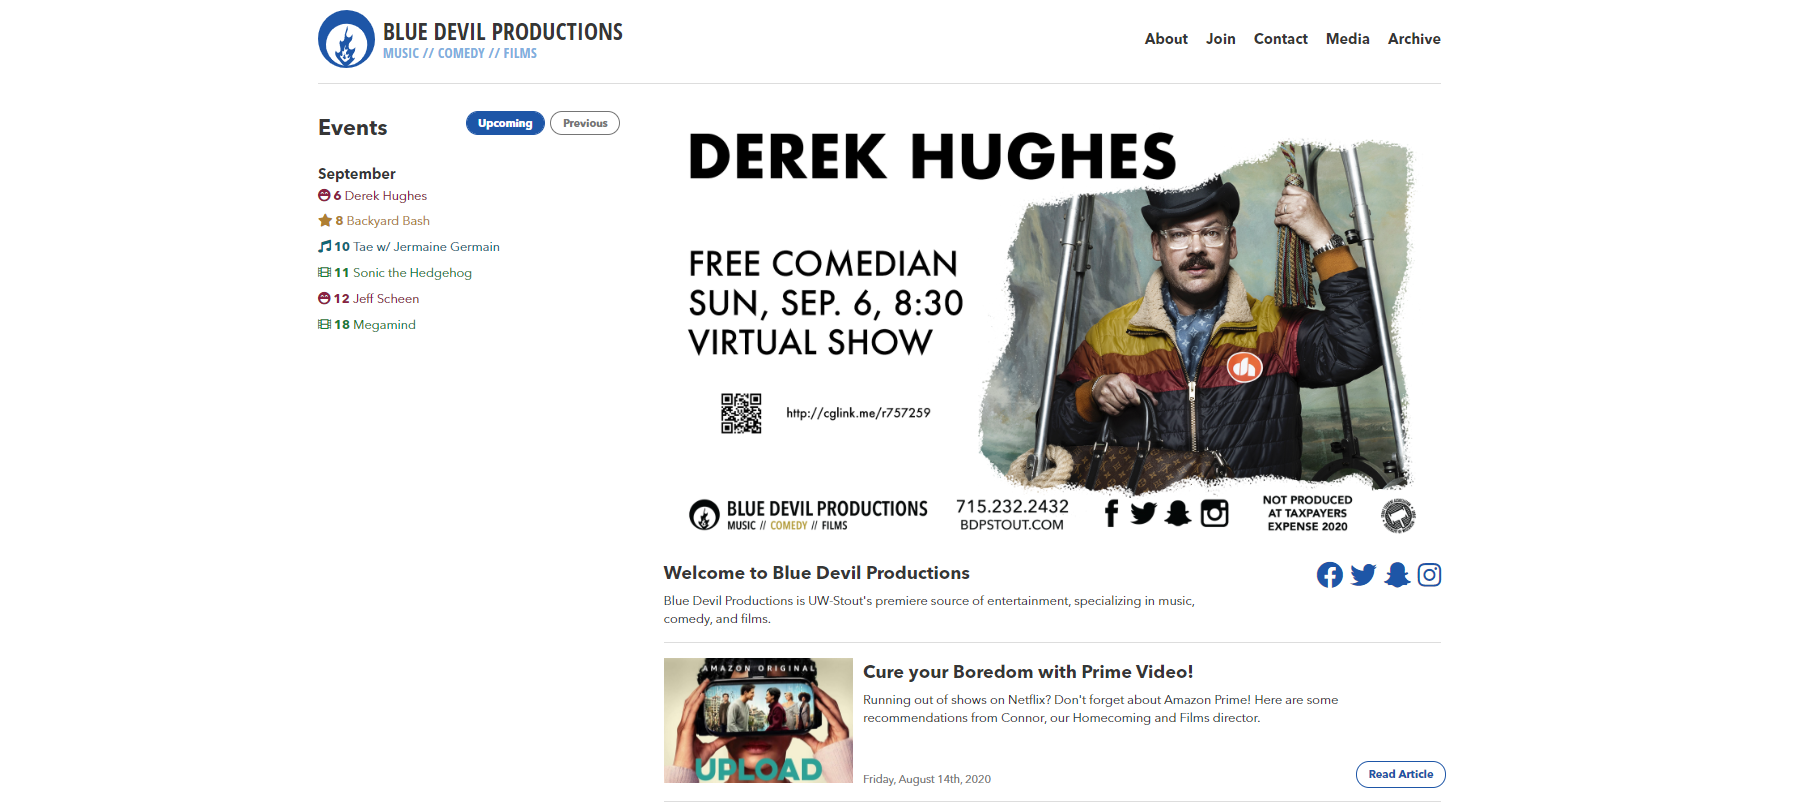 BLUE DEVIL PRODUCTIONS
MUSIC // COMEDY // FILMS
About Join Contact Media Archive
Events
Upcoming Previous
September
6 Derek Hughes
8 Backyard Bash
10 Tae w/ Jermaine Germain
11 Sonic the Hedgehog
12 Jeff Scheen
18 Megamind
DEREK HUGHES
FREE COMEDIAN
SUN, SEP. 6, 8:30
VIRTUAL SHOW
http://cglink.me/r757259
dh
BLUE DEVIL PRODUCTIONS
MUSIC // COMEDY // FILMS
715.232.2432
BDPSTOUT.COM
NOT PRODUCED
AT TAXPAYERS
EXPENSE 2020
Welcome to Blue Devil Productions
Blue Devil Productions is UW-Stout's premiere source of entertainment, specializing in music,
comedy, and films.
AMAZON ORIGINAL
UPLOAD
Cure your Boredom with Prime Video!
Running out of shows on Netflix? Don't forget about Amazon Prime! Here are some
recommendations from Connor, our Homecoming and Films director.
Friday, August 14th, 2020
Read Article